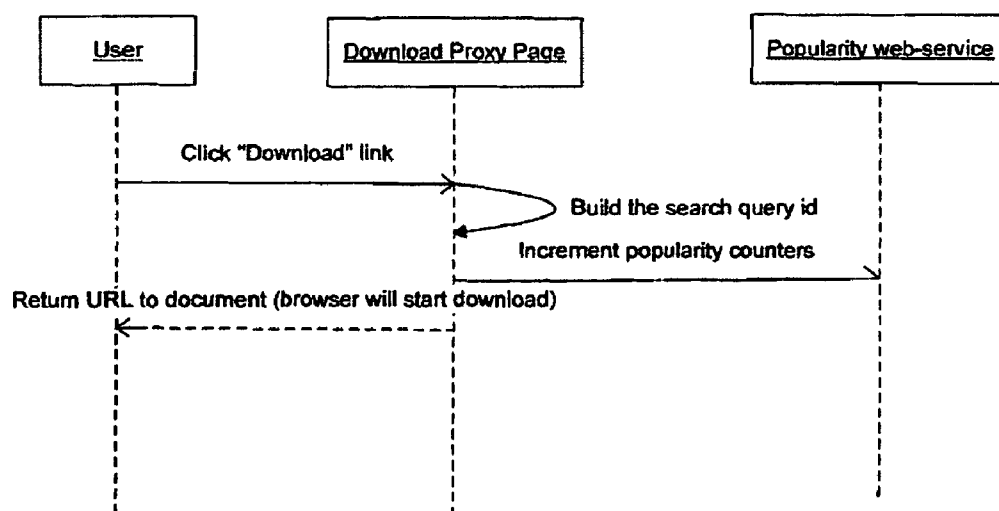 User
Download Proxy Page
Popularity web-service
Click "Download" link
Build the search query id
Increment popularity counters
Return URL to document (browser will start download)